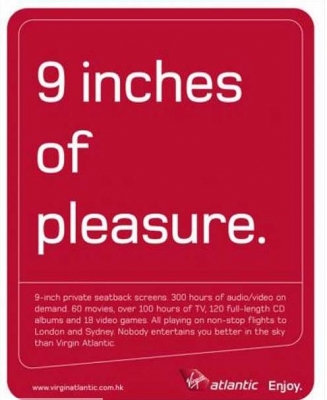 9 inches
of
pleasure.
9-inch private seatback screens. 300 hours of audio/video on
demand. 60 movies, over 100 hours of TV, 120 full-length CD
albums and 18 video games. All playing on non-stop flights to
London and Sydney. Nobody entertains you better in the sky
than Virgin Atlantic.
www.virginatlantic.com.hk virgin atlantic Enjoy.